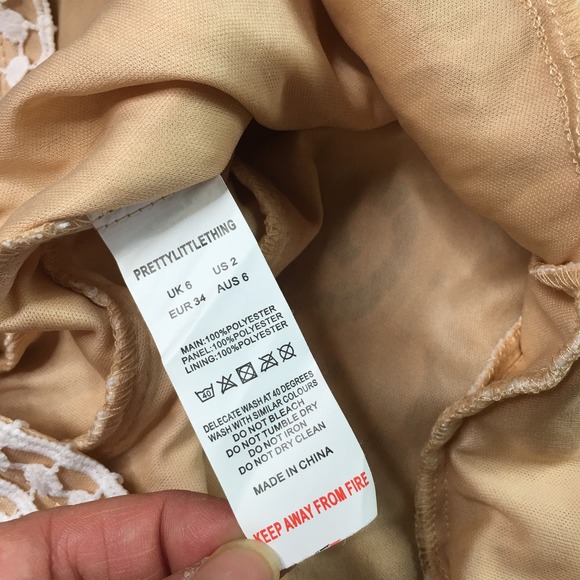 PRETTYLITTLETHING
UK 6 US 2
EUR 34 AUS 6
MAIN:100%POLYESTER
PANEL:100%POLYESTER
LINING:100%POLYESTER
40
DELICATE WASH AT 40 DEGREES
WASH WITH SIMILAR COLOURS
DO NOT BLEACH
DO NOT TUMBLE DRY
DO NOT IRON
DO NOT DRY CLEAN
MADE IN CHINA
KEEP AWAY FROM FIRE